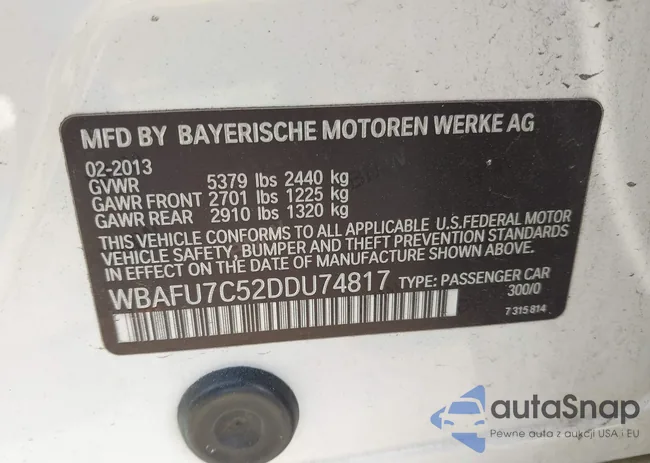 MFD BY BAYERISCHE MOTOREN WERKE AG
02-2013
GVWR 5379 lbs 2440 kg
GAWR FRONT 2701 lbs 1225 kg
GAWR REAR 2910 lbs 1320 kg
THIS VEHICLE CONFORMS TO ALL APPLICABLE U.S.FEDERAL MOTOR
VEHICLE SAFETY, BUMPER AND THEFT PREVENTION STANDARDS
IN EFFECT ON THE DATE OF MANUFACTURE SHOWN ABOVE.
WBAFU7C52DDU74817 TYPE: PASSENGER CAR
300/0
7315814
autoSnap
Pewne auta z aukcji USA i EU